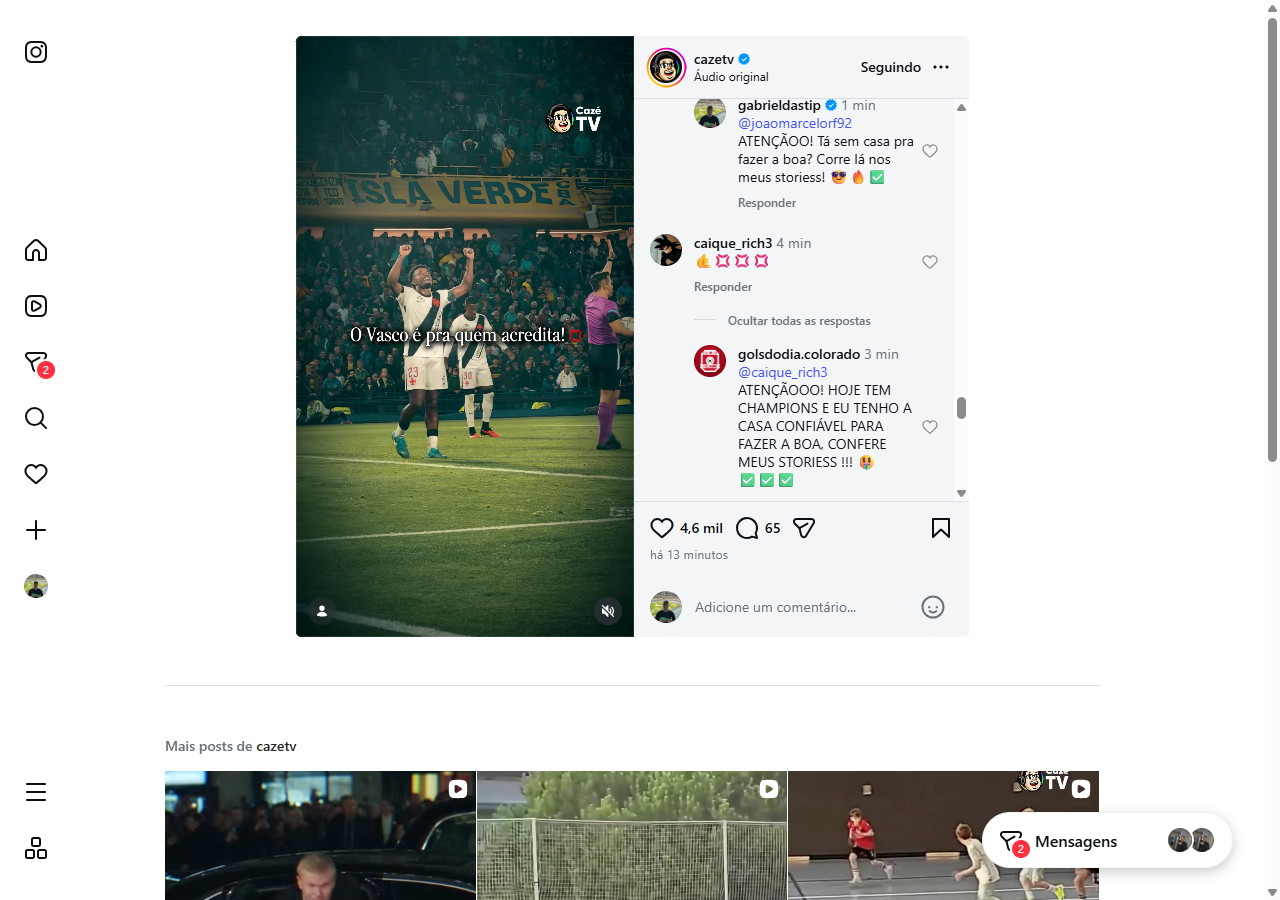 Cazé
TV
ISLA VERDE
CBA
O Vasco é pra quem acredita!
23
30
cazetv
Áudio original
Seguindo
gabrieldastip 1 min
@joaomarcelorf92
ATENÇÃOO! Tá sem casa pra
fazer a boa? Corre lá nos
meus storiess! 😎 🔥 ✅
Responder
caique_rich3 4 min
🤙 💢 💢 💢
Responder
Ocultar todas as respostas
golsdodia.colorado 3 min
@caique_rich3
ATENÇÃOOO! HOJE TEM
CHAMPIONS E EU TENHO A
CASA CONFIÁVEL PARA
FAZER A BOA, CONFERE
MEUS STORIESS !!! 🤑
✅ ✅ ✅
4,6 mil
65
há 13 minutos
Adicione um comentário...
2
Mais posts de cazetv
TV
2
Mensagens